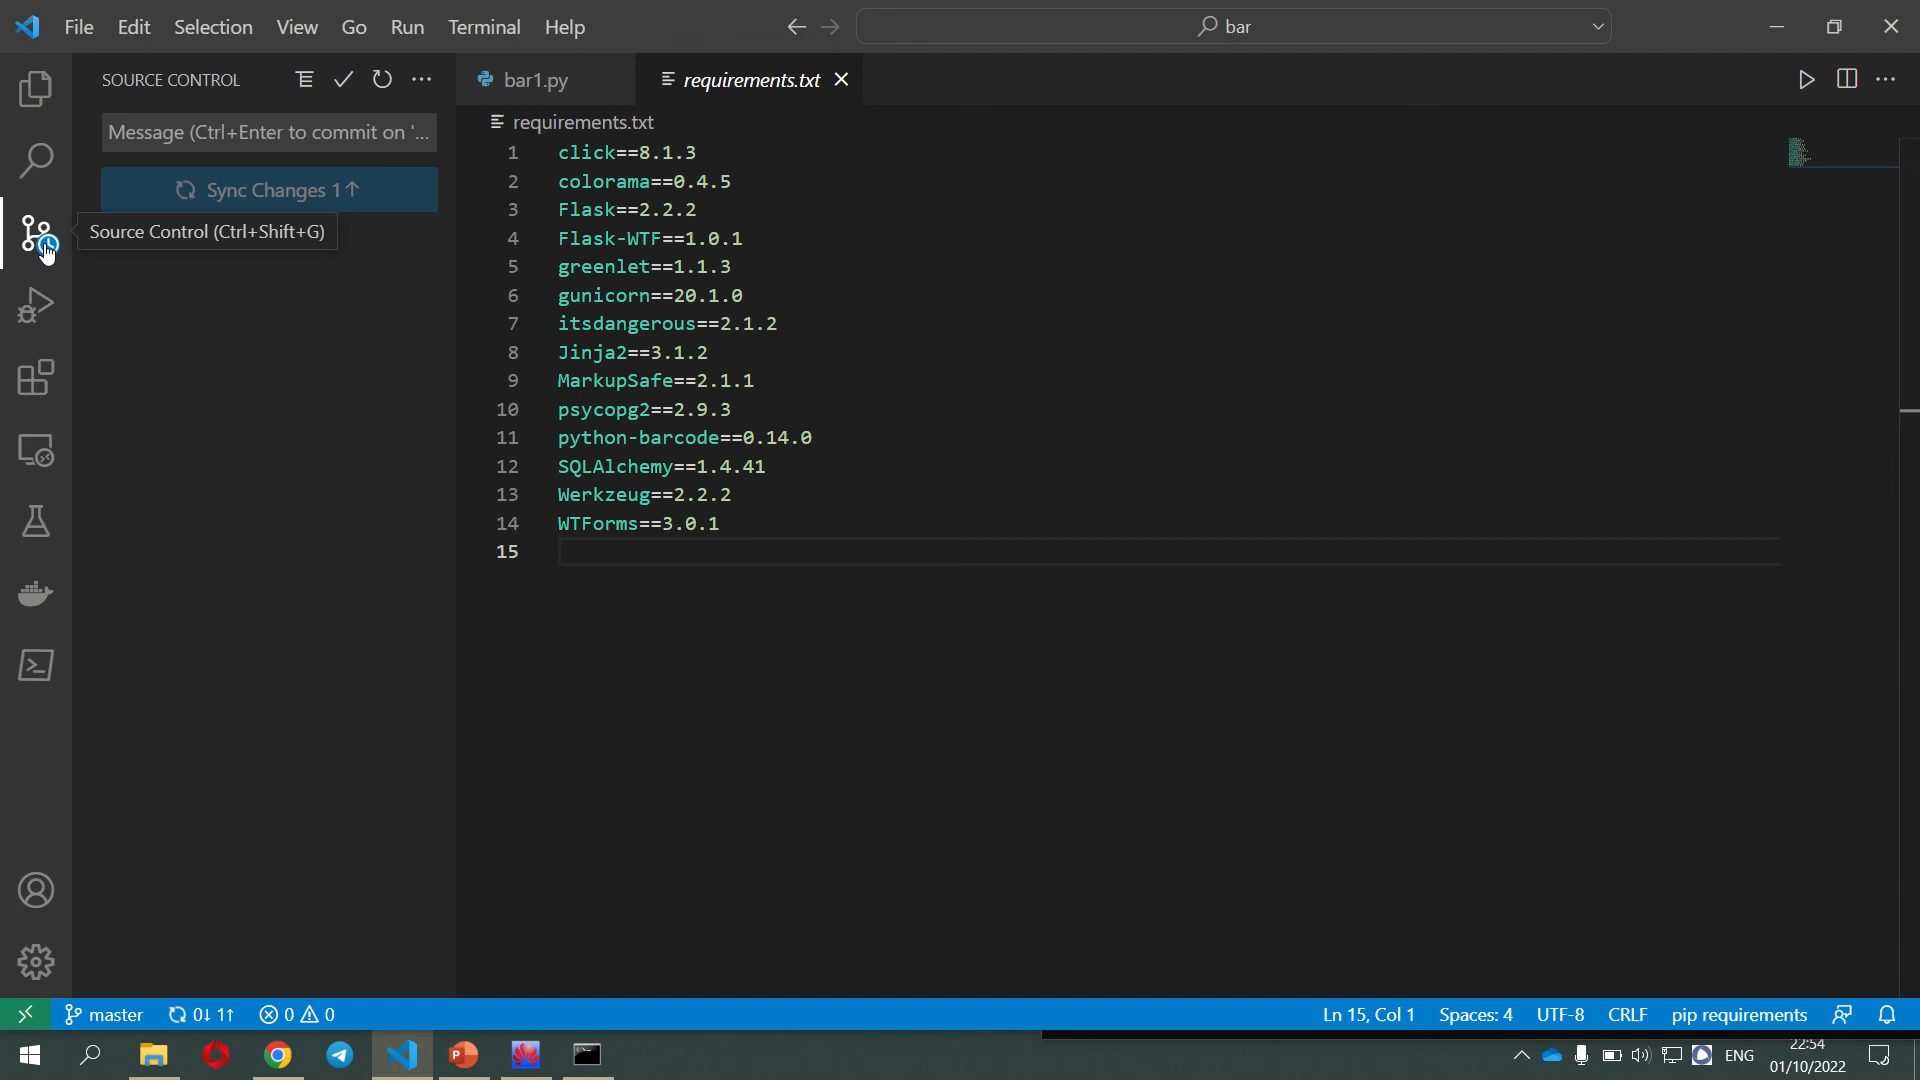 File Edit Selection View Go Run Terminal Help
bar
SOURCE CONTROL
bar1.py
requirements.txt
Message (Ctrl+Enter to commit on '...
Sync Changes 1↑
Source Control (Ctrl+Shift+G)
requirements.txt
1 click==8.1.3
2 colorama==0.4.5
3 Flask==2.2.2
4 Flask-WTF==1.0.1
5 greenlet==1.1.3
6 gunicorn==20.1.0
7 itsdangerous==2.1.2
8 Jinja2==3.1.2
9 MarkupSafe==2.1.1
10 psycopg2==2.9.3
11 python-barcode==0.14.0
12 SQLAlchemy==1.4.41
13 Werkzeug==2.2.2
14 WTForms==3.0.1
15
master 0↓ 1↑ 0 0 Ln 15, Col 1 Spaces: 4 UTF-8 CRLF pip requirements
ENG
22:54
01/10/2022